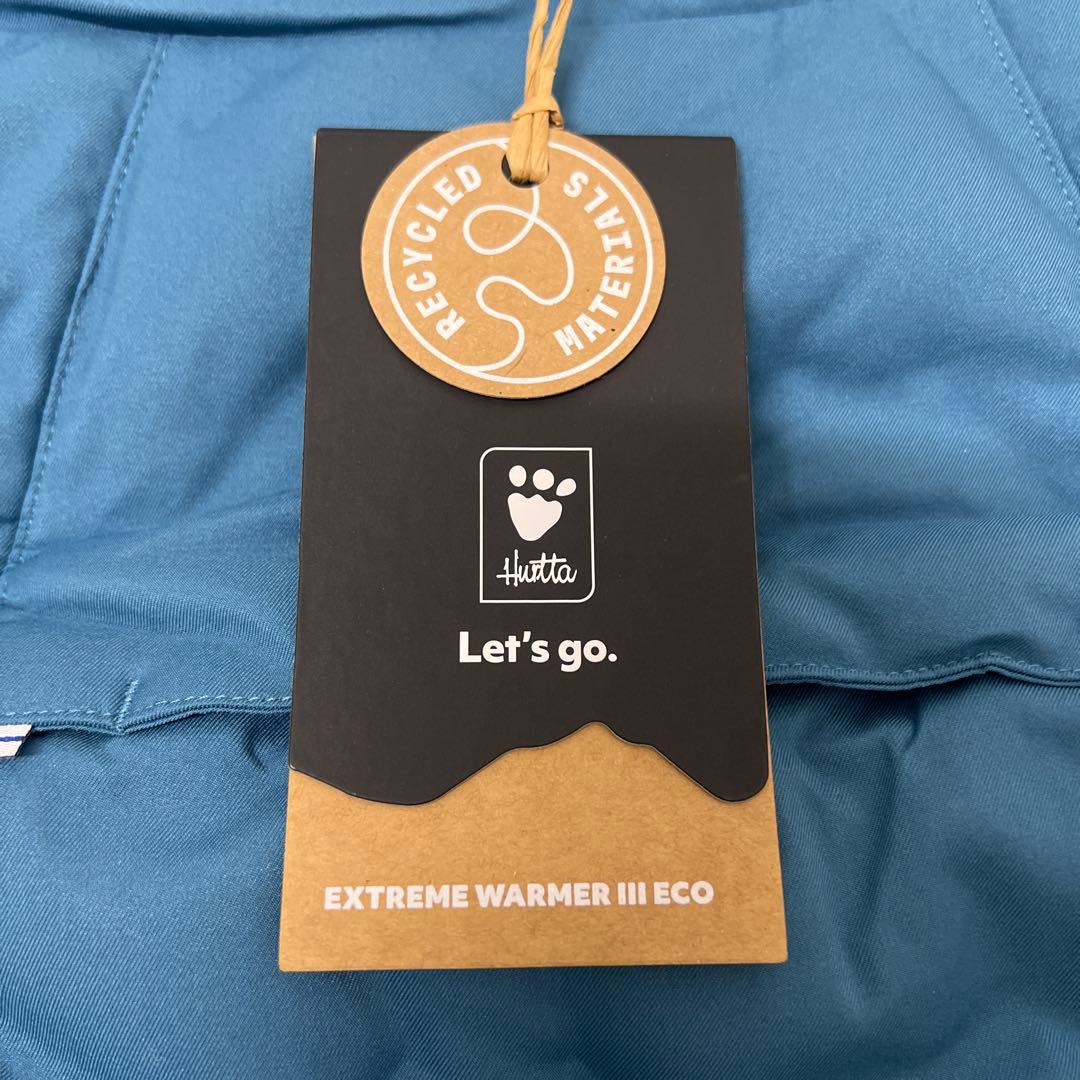 RECYCLED
MATERIALS
Hurtta
Let's go.
EXTREME WARMER III ECO